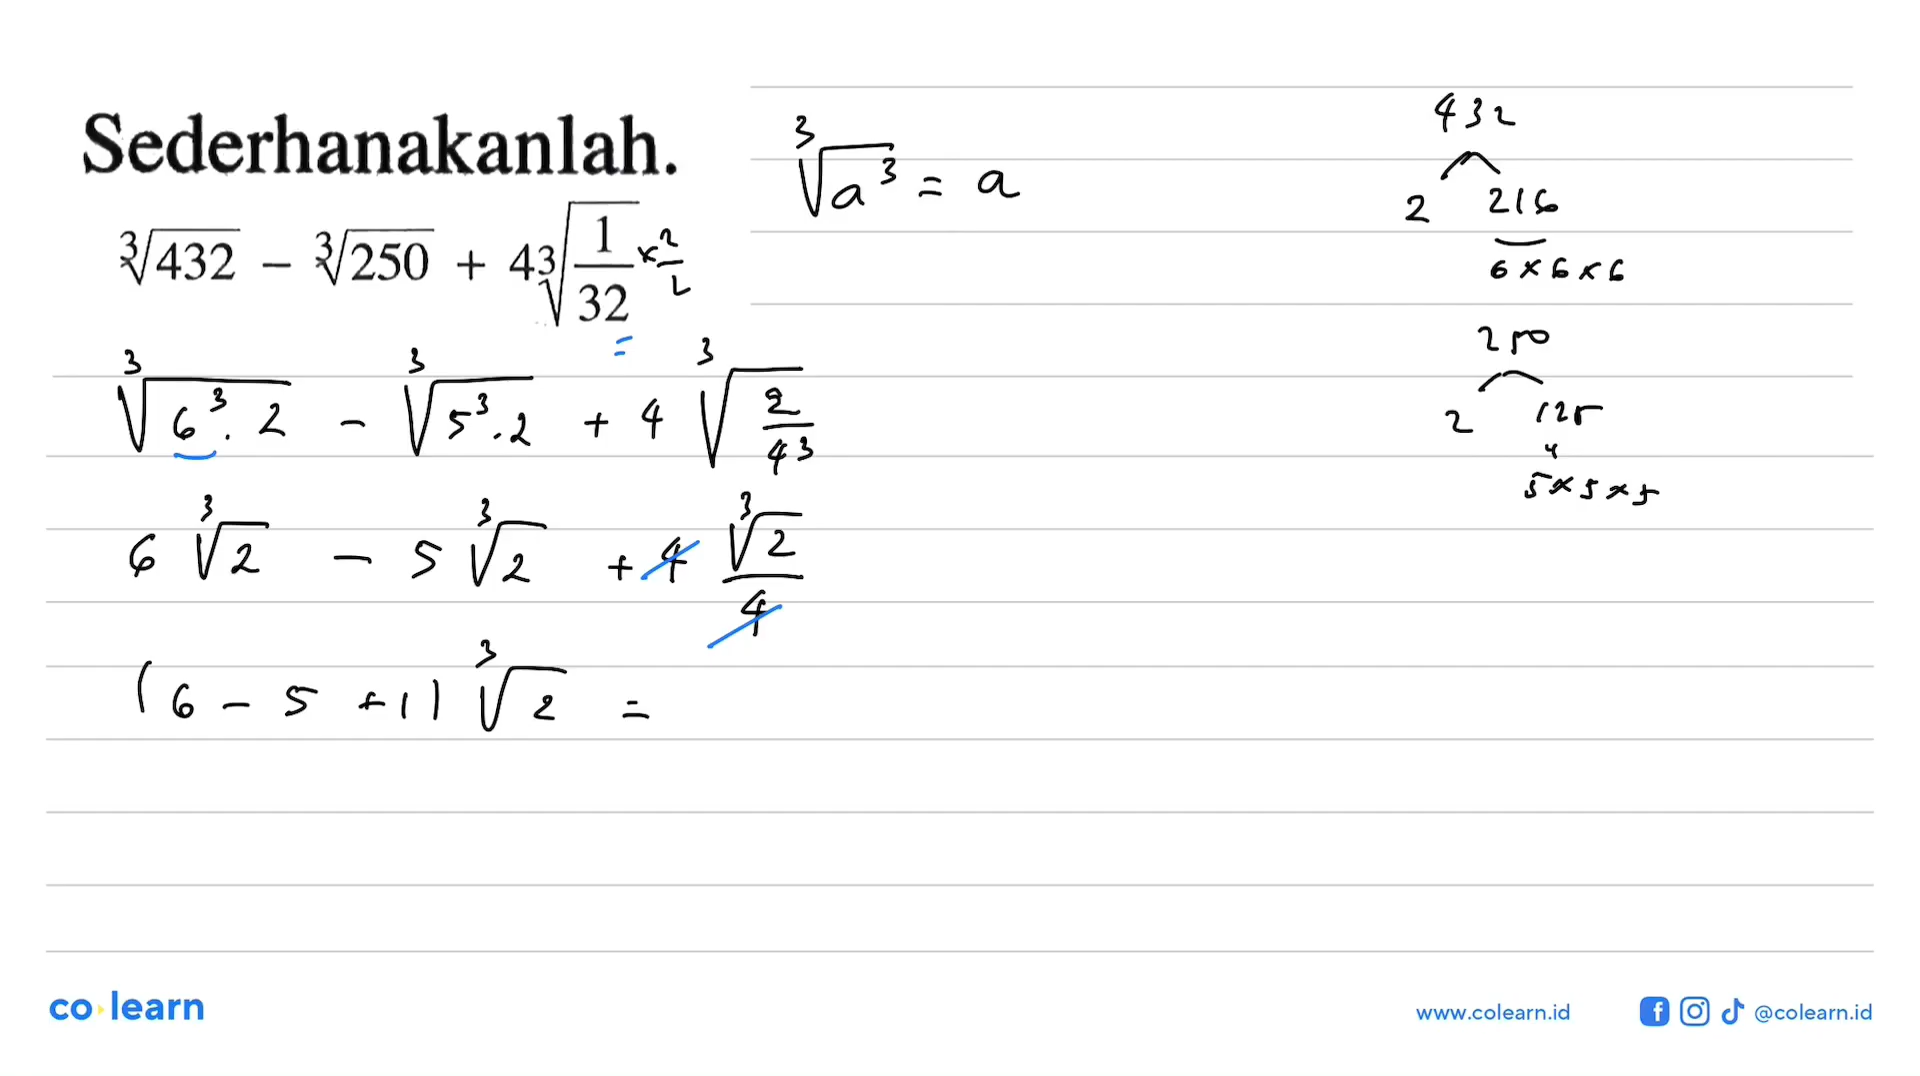 Sederhanakanlah.
∛432 − ∛250 + 4∛(1/32) × 2/2
=
∛(6³ · 2) − ∛(5³ · 2) + 4 ∛(2/4³)
6 ∛2 − 5 ∛2 + 4 ∛2/4
(6 − 5 + 1) ∛2 =
∛a³ = a
432
2 216
6 × 6 × 6
250
2 125
5 × 5 × 5
co learn
www.colearn.id
@colearn.id